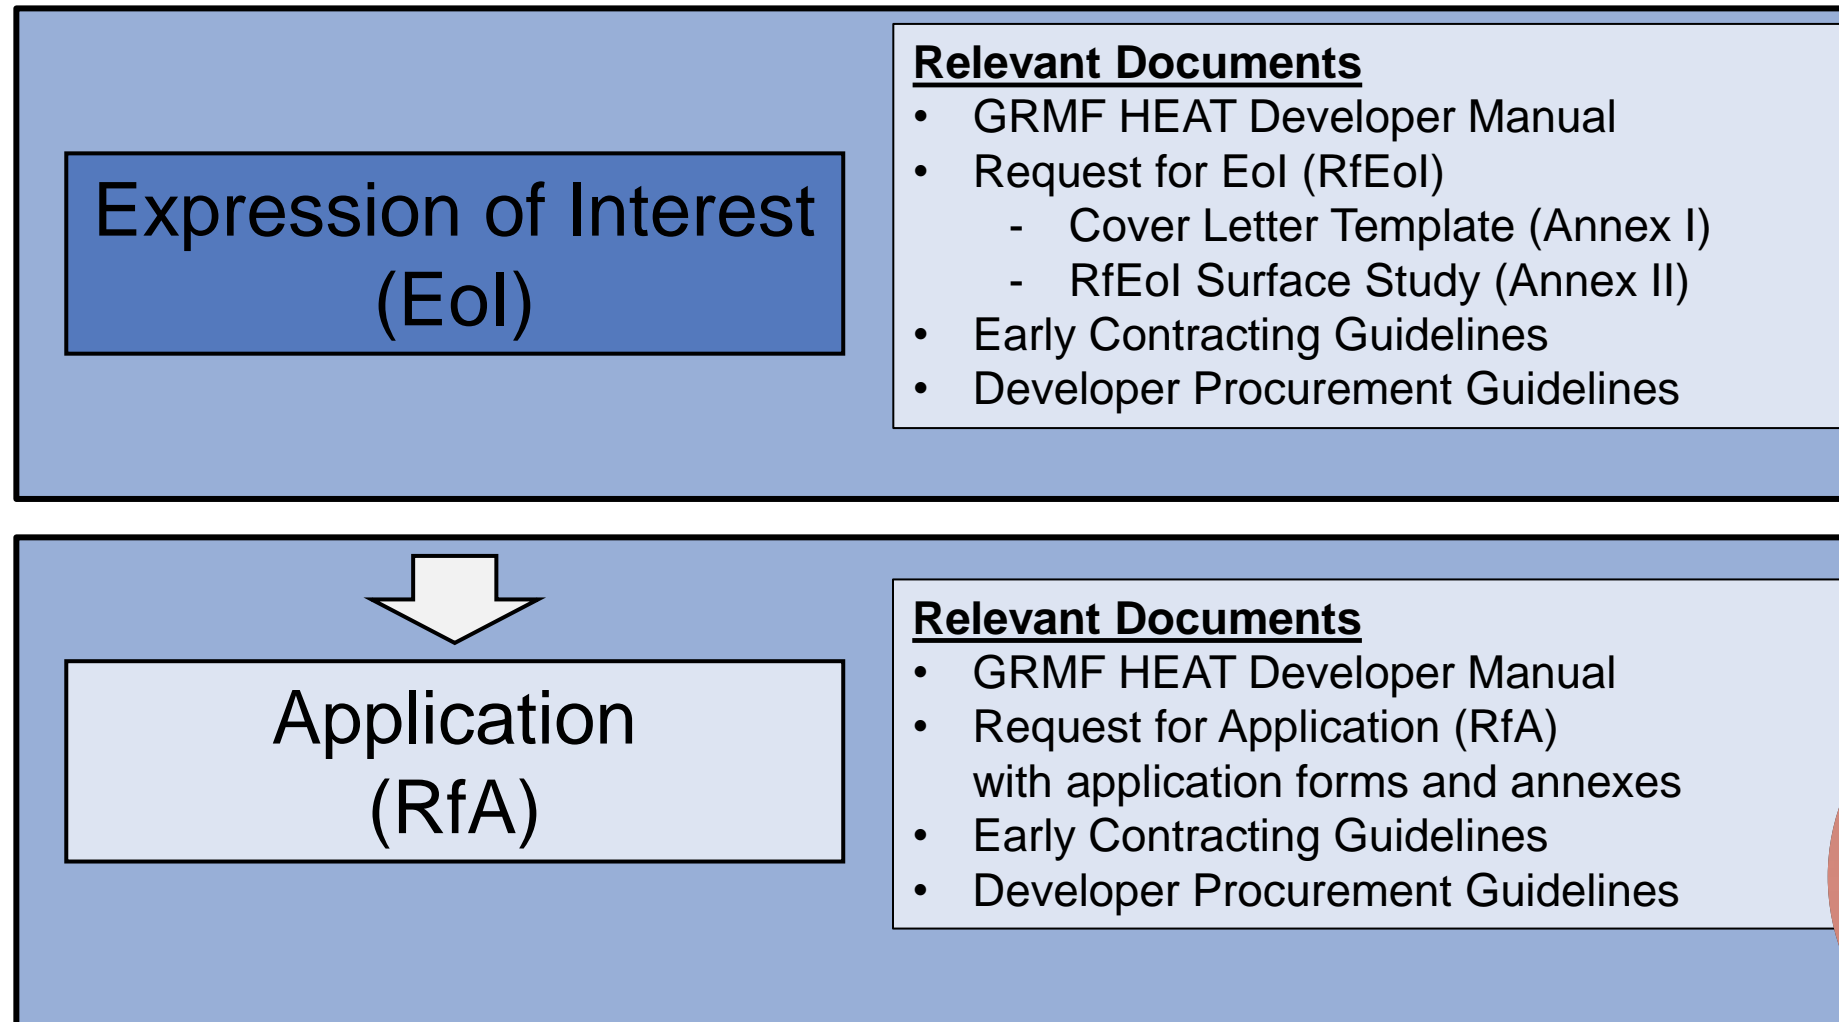 Expression of Interest
(EoI)
Relevant Documents
• GRMF HEAT Developer Manual
• Request for EoI (RfEoI)
- Cover Letter Template (Annex I)
- RfEoI Surface Study (Annex II)
• Early Contracting Guidelines
• Developer Procurement Guidelines
Application
(RfA)
Relevant Documents
• GRMF HEAT Developer Manual
• Request for Application (RfA)
with application forms and annexes
• Early Contracting Guidelines
• Developer Procurement Guidelines